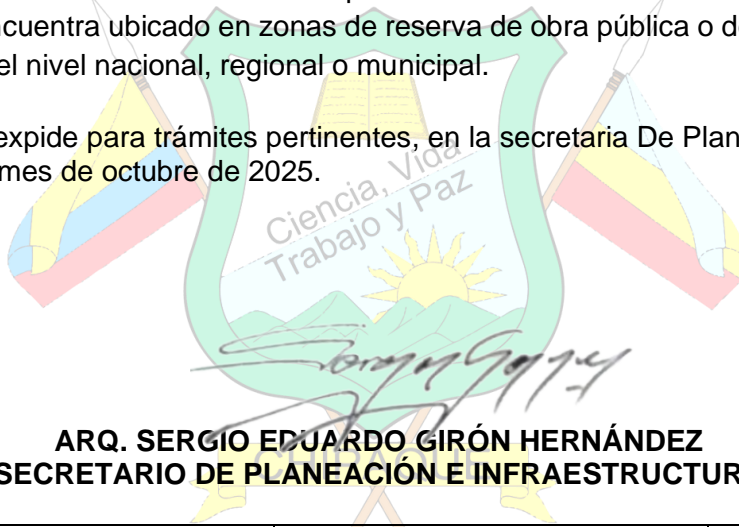 ncuentra ubicado en zonas de reserva de obra pública o d
el nivel nacional, regional o municipal.
expide para trámites pertinentes, en la secretaria De Plan
mes de octubre de 2025.
Ciencia, Vida
Trabajo y Paz
ARQ. SERGIO EDUARDO GIRÓN HERNÁNDEZ
SECRETARIO DE PLANEACIÓN E INFRAESTRUCTUR
CHIPAQUE